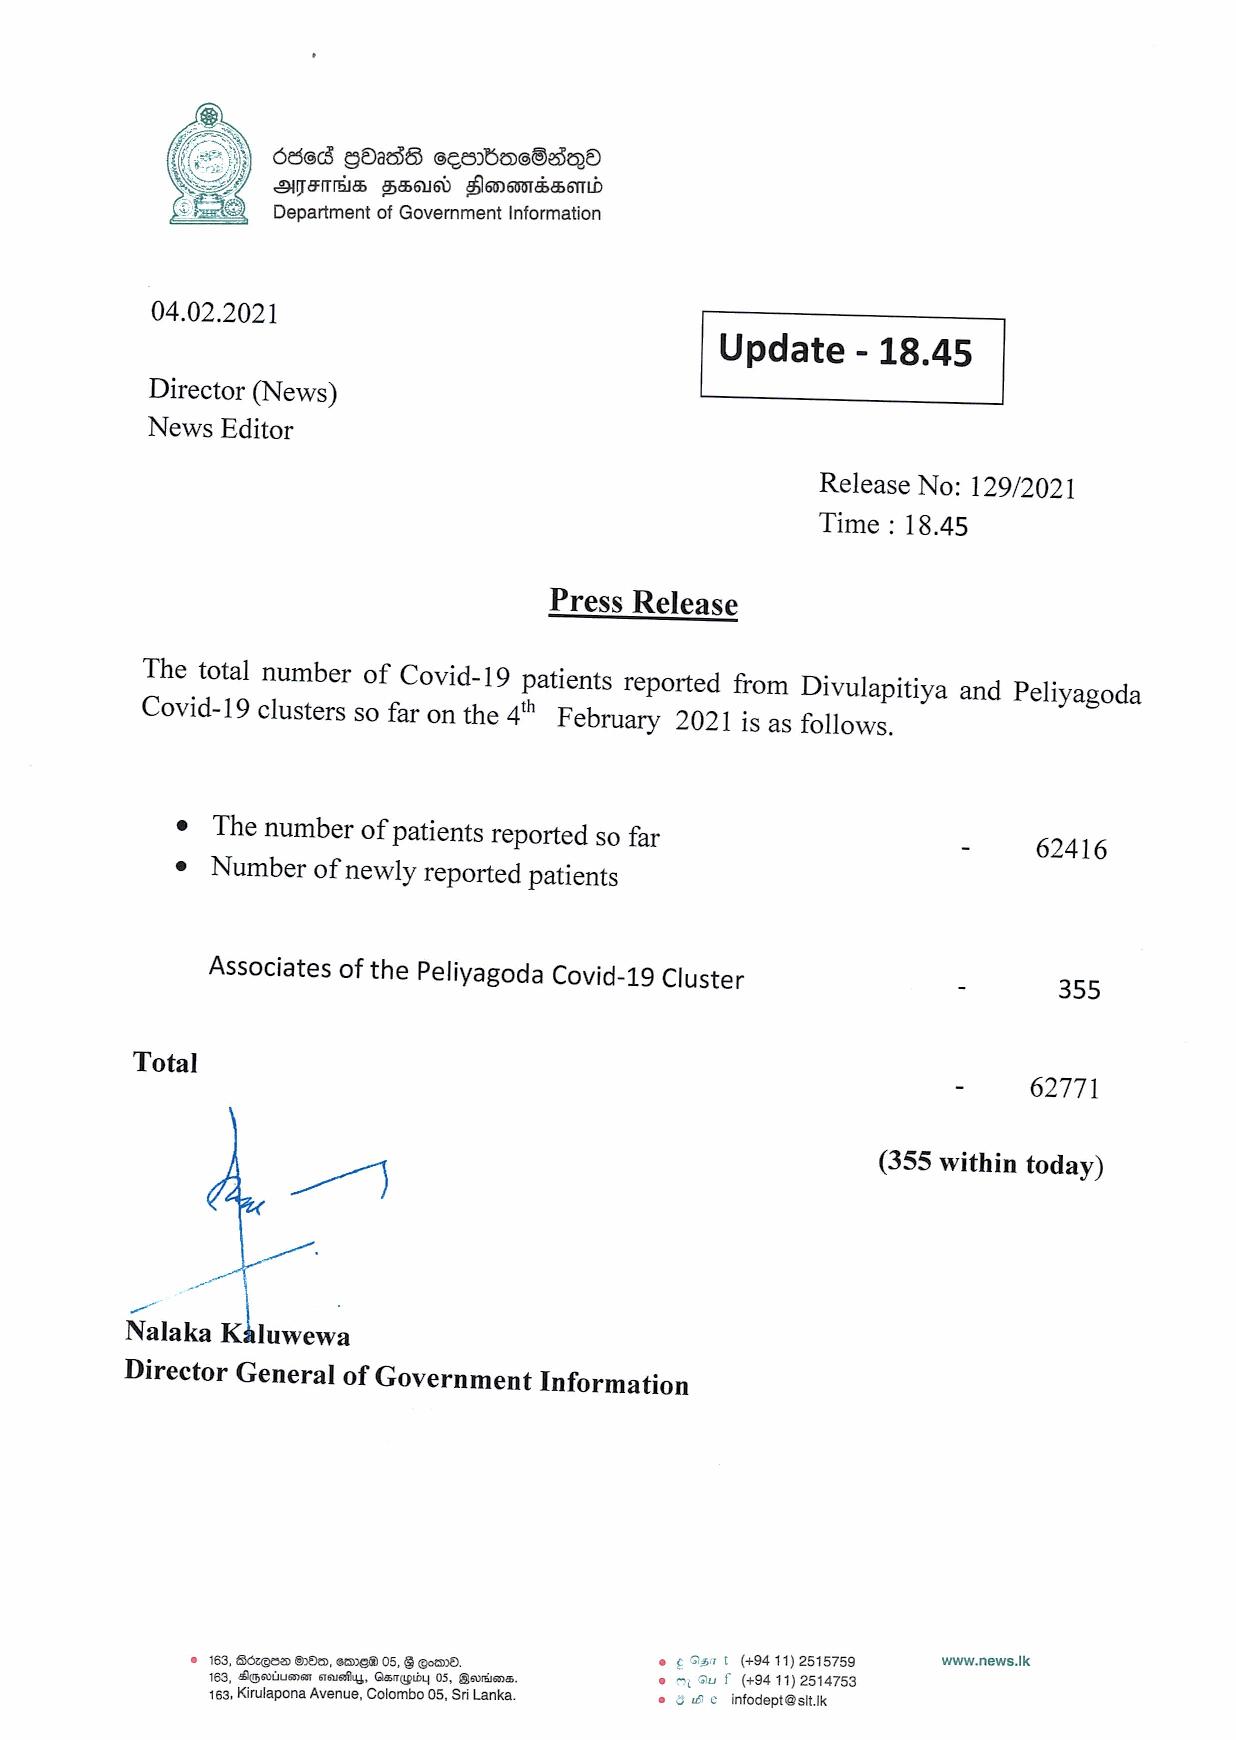 රජයේ ප්‍රවෘත්ති දෙපාර්තමේන්තුව
அரசாங்க தகவல் திணைக்களம்
Department of Government Information
04.02.2021
Update - 18.45
Director (News)
News Editor
Release No: 129/2021
Time : 18.45
Press Release
The total number of Covid-19 patients reported from Divulapitiya and Peliyagoda
Covid-19 clusters so far on the 4th February 2021 is as follows.
• The number of patients reported so far - 62416
• Number of newly reported patients
Associates of the Peliyagoda Covid-19 Cluster - 355
Total - 62771
(355 within today)
Nalaka Kaluwewa
Director General of Government Information
• 163, කිරුලපන මාවත, කොළඹ 05, ශ්‍රී ලංකාව.
163, கிருலப்பனை எவனியூ, கொழும்பு 05, இலங்கை.
163, Kirulapona Avenue, Colombo 05, Sri Lanka.
• දු தொ t (+94 11) 2515759
• ෆැ பெ f (+94 11) 2514753
• ඊ மி e infodept@slt.lk
www.news.lk